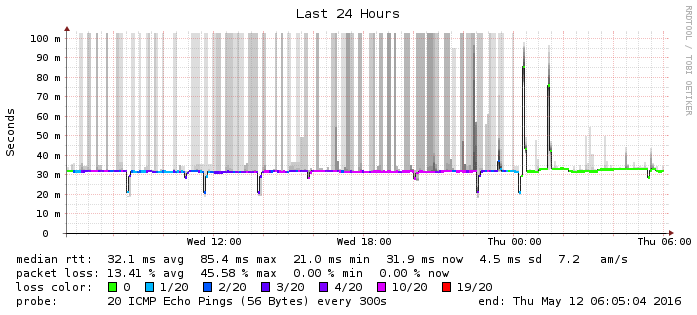 Last 24 Hours
RRDTOOL / TOBI OETIKER
Seconds
100 m
90 m
80 m
70 m
60 m
50 m
40 m
30 m
20 m
10 m
0
Wed 12:00 Wed 18:00 Thu 00:00 Thu 06:00
median rtt: 32.1 ms avg 85.4 ms max 21.0 ms min 31.9 ms now 4.5 ms sd 7.2 am/s
packet loss: 13.41 % avg 45.58 % max 0.00 % min 0.00 % now
loss color: 0 1/20 2/20 3/20 4/20 10/20 19/20
probe: 20 ICMP Echo Pings (56 Bytes) every 300s end: Thu May 12 06:05:04 2016